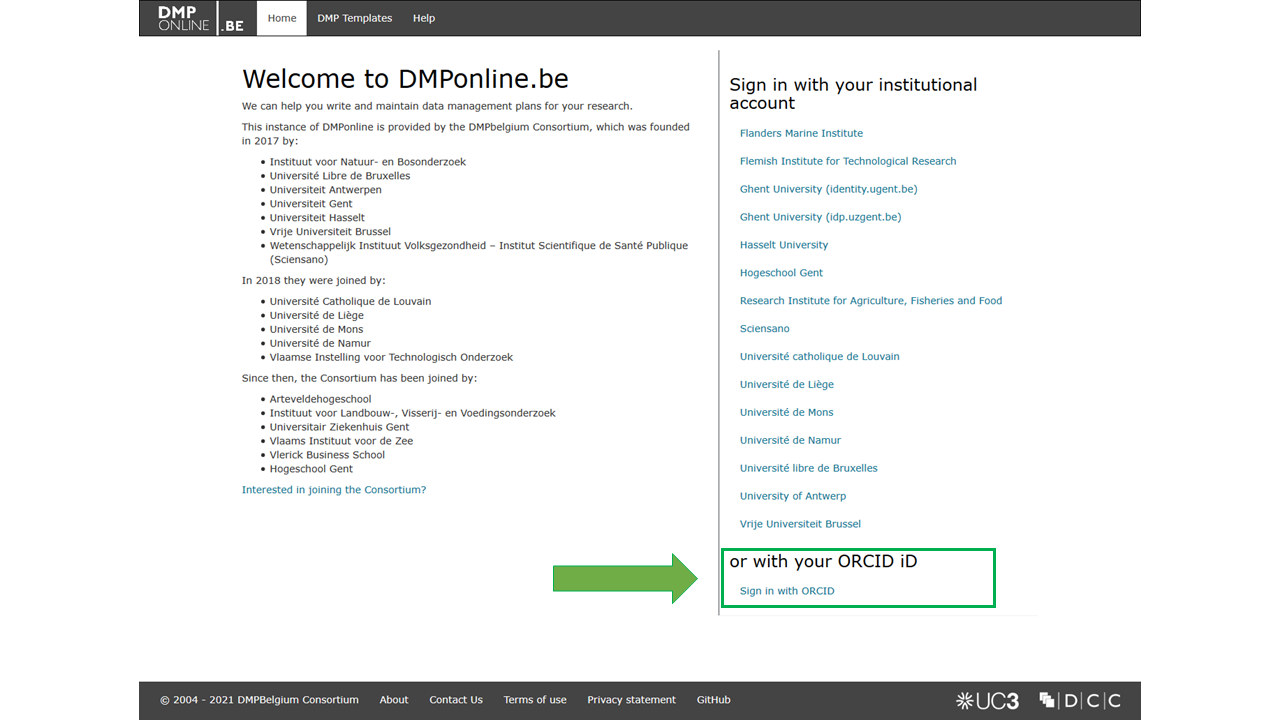 DMP
ONLINE
.BE
Home
DMP Templates
Help
Welcome to DMPonline.be
We can help you write and maintain data management plans for your research.
This instance of DMPonline is provided by the DMPbelgium Consortium, which was founded
in 2017 by:
Instituut voor Natuur- en Bosonderzoek
Université Libre de Bruxelles
Universiteit Antwerpen
Universiteit Gent
Universiteit Hasselt
Vrije Universiteit Brussel
Wetenschappelijk Instituut Volksgezondheid – Institut Scientifique de Santé Publique
(Sciensano)
In 2018 they were joined by:
Université Catholique de Louvain
Université de Liège
Université de Mons
Université de Namur
Vlaamse Instelling voor Technologisch Onderzoek
Since then, the Consortium has been joined by:
Arteveldehogeschool
Instituut voor Landbouw-, Visserij- en Voedingsonderzoek
Universitair Ziekenhuis Gent
Vlaams Instituut voor de Zee
Vlerick Business School
Hogeschool Gent
Interested in joining the Consortium?
Sign in with your institutional
account
Flanders Marine Institute
Flemish Institute for Technological Research
Ghent University (identity.ugent.be)
Ghent University (idp.uzgent.be)
Hasselt University
Hogeschool Gent
Research Institute for Agriculture, Fisheries and Food
Sciensano
Université catholique de Louvain
Université de Liège
Université de Mons
Université de Namur
Université libre de Bruxelles
University of Antwerp
Vrije Universiteit Brussel
or with your ORCID iD
Sign in with ORCID
© 2004 - 2021 DMPBelgium Consortium
About
Contact Us
Terms of use
Privacy statement
GitHub
UC3
D|C|C